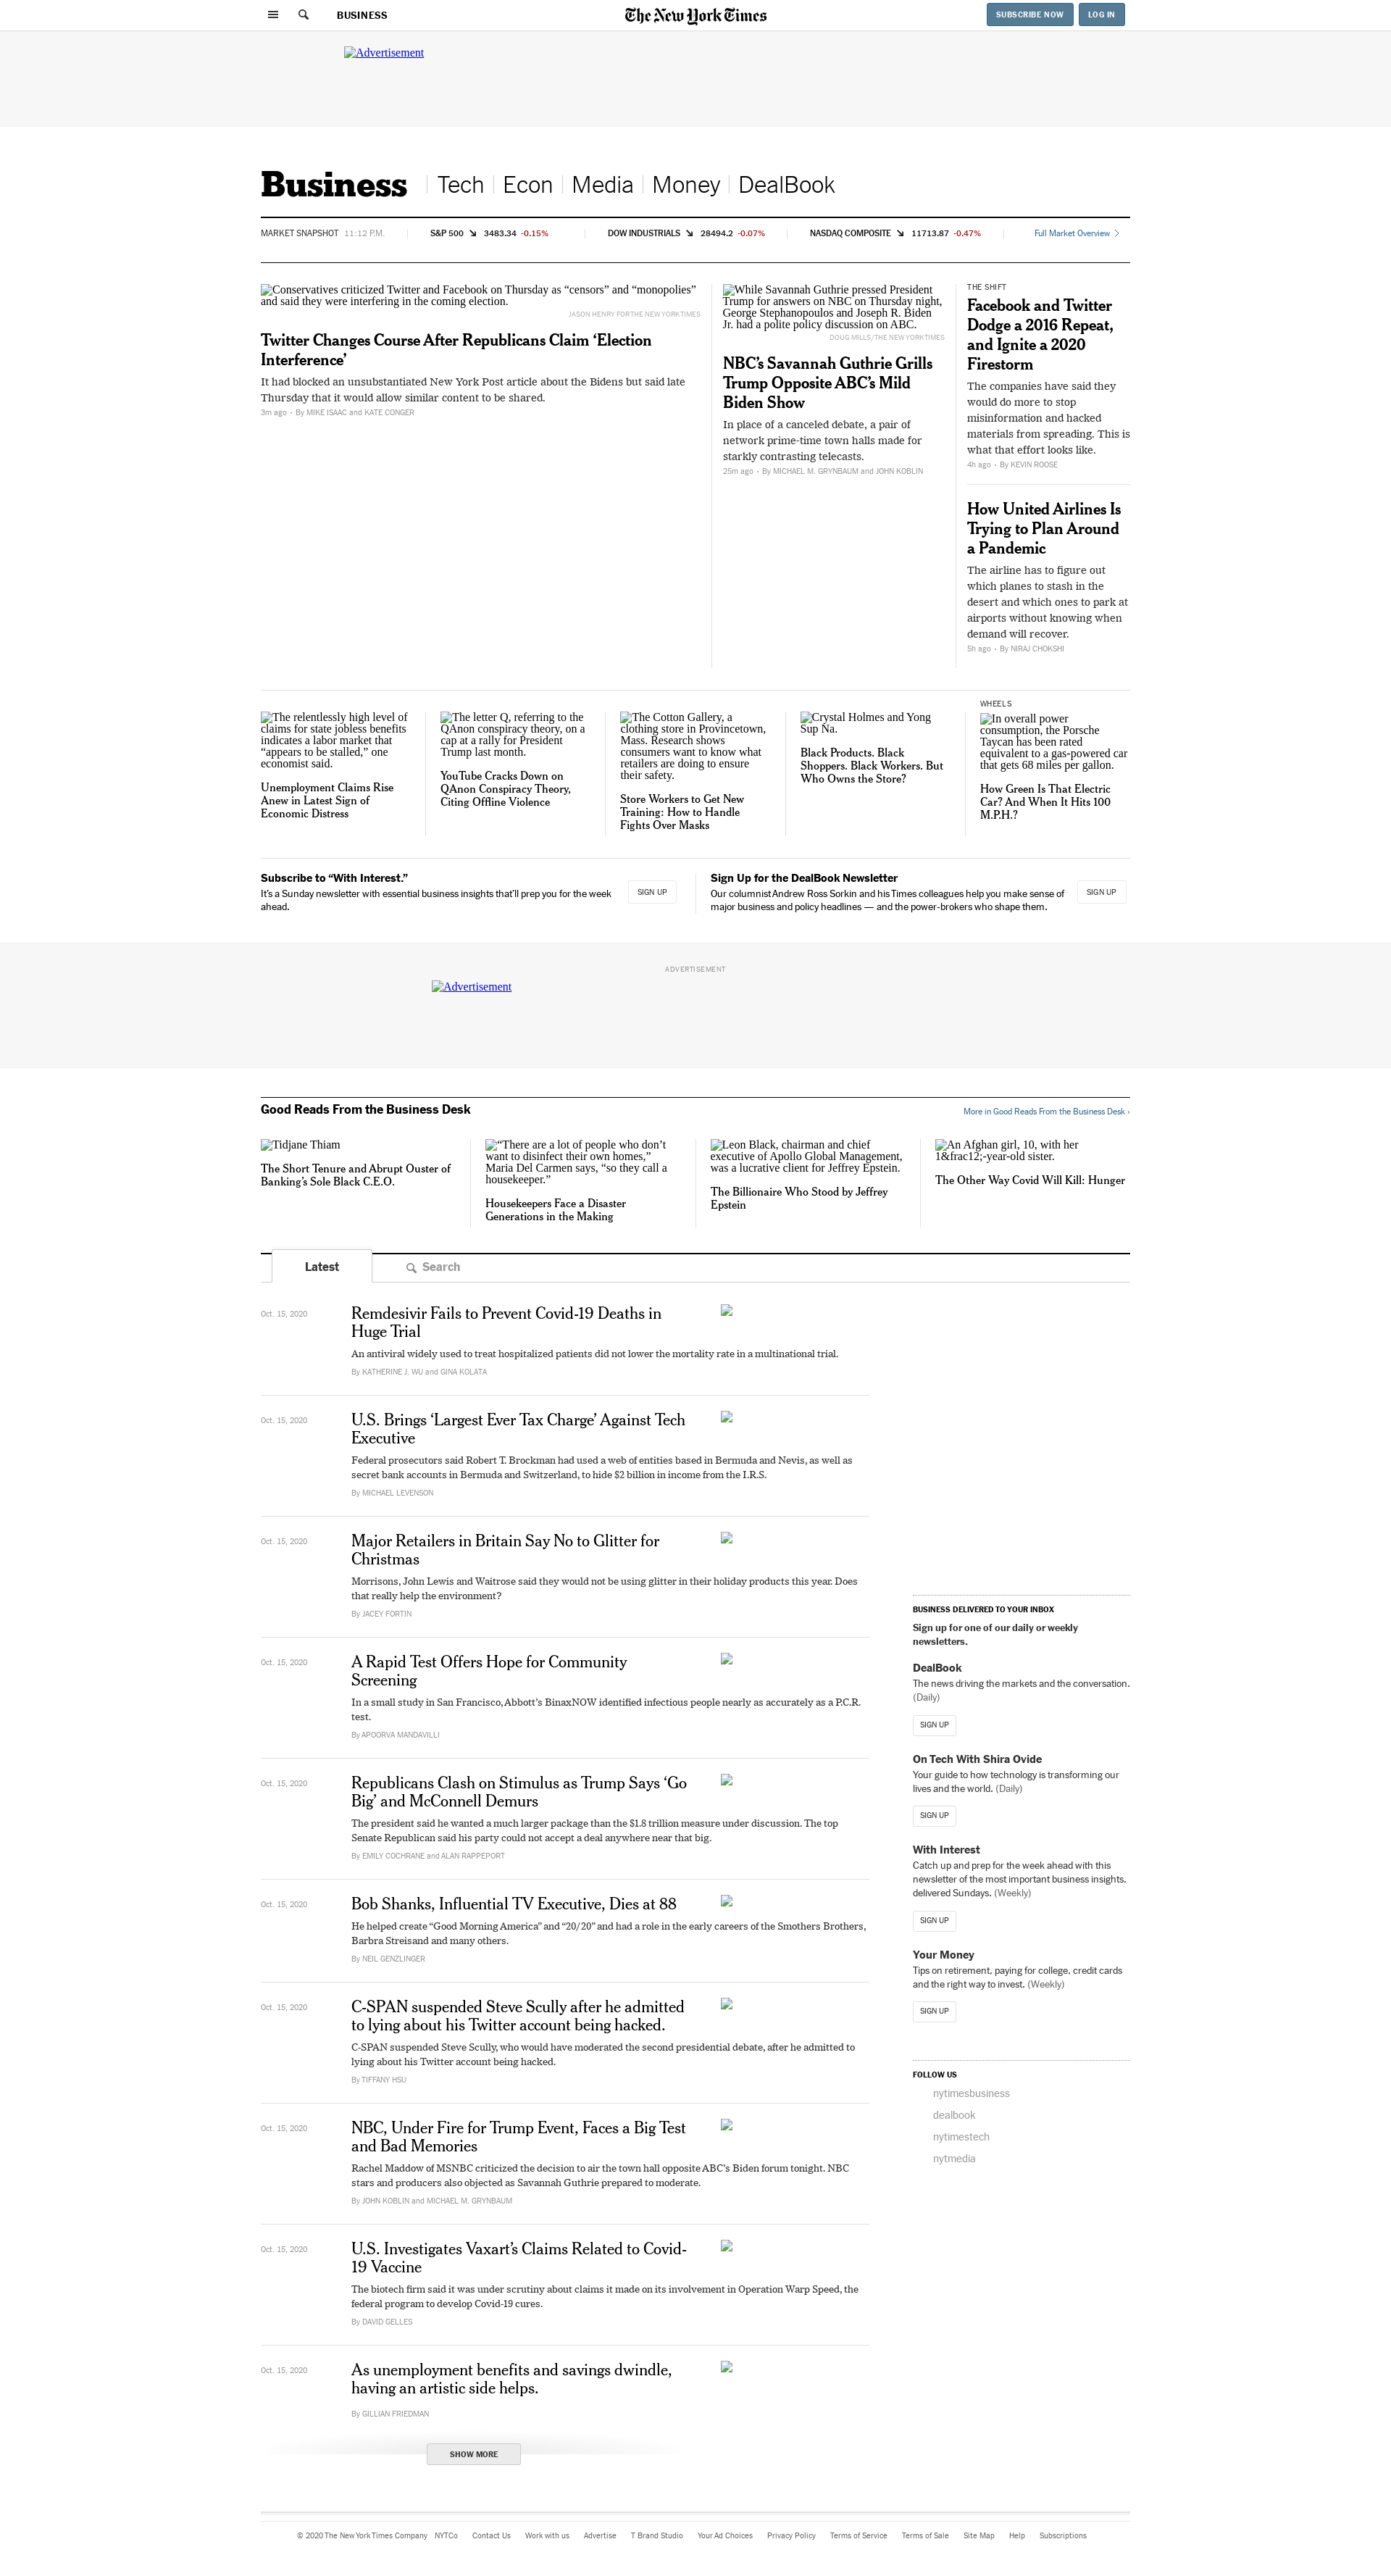 BUSINESS
The New York Times
SUBSCRIBE NOW
LOG IN
Advertisement
Business
Tech
Econ
Media
Money
DealBook
MARKET SNAPSHOT 11:12 P.M.
S&P 500 3483.34 -0.15%
DOW INDUSTRIALS 28494.2 -0.07%
NASDAQ COMPOSITE 11713.87 -0.47%
Full Market Overview
Conservatives criticized Twitter and Facebook on Thursday as “censors” and “monopolies”
and said they were interfering in the coming election.
JASON HENRY FOR THE NEW YORK TIMES
Twitter Changes Course After Republicans Claim ‘Election
Interference’
It had blocked an unsubstantiated New York Post article about the Bidens but said late
Thursday that it would allow similar content to be shared.
3m ago • By MIKE ISAAC and KATE CONGER
While Savannah Guthrie pressed President
Trump for answers on NBC on Thursday night,
George Stephanopoulos and Joseph R. Biden
Jr. had a polite policy discussion on ABC.
DOUG MILLS/THE NEW YORK TIMES
NBC’s Savannah Guthrie Grills
Trump Opposite ABC’s Mild
Biden Show
In place of a canceled debate, a pair of
network prime-time town halls made for
starkly contrasting telecasts.
25m ago • By MICHAEL M. GRYNBAUM and JOHN KOBLIN
THE SHIFT
Facebook and Twitter
Dodge a 2016 Repeat,
and Ignite a 2020
Firestorm
The companies have said they
would do more to stop
misinformation and hacked
materials from spreading. This is
what that effort looks like.
4h ago • By KEVIN ROOSE
How United Airlines Is
Trying to Plan Around
a Pandemic
The airline has to figure out
which planes to stash in the
desert and which ones to park at
airports without knowing when
demand will recover.
5h ago • By NIRAJ CHOKSHI
The relentlessly high level of
claims for state jobless benefits
indicates a labor market that
“appears to be stalled,” one
economist said.
Unemployment Claims Rise
Anew in Latest Sign of
Economic Distress
The letter Q, referring to the
QAnon conspiracy theory, on a
cap at a rally for President
Trump last month.
YouTube Cracks Down on
QAnon Conspiracy Theory,
Citing Offline Violence
The Cotton Gallery, a
clothing store in Provincetown,
Mass. Research shows
consumers want to know what
retailers are doing to ensure
their safety.
Store Workers to Get New
Training: How to Handle
Fights Over Masks
Crystal Holmes and Yong
Sup Na.
Black Products. Black
Shoppers. Black Workers. But
Who Owns the Store?
WHEELS
In overall power
consumption, the Porsche
Taycan has been rated
equivalent to a gas-powered car
that gets 68 miles per gallon.
How Green Is That Electric
Car? And When It Hits 100
M.P.H.?
Subscribe to “With Interest.”
It’s a Sunday newsletter with essential business insights that’ll prep you for the week
ahead.
SIGN UP
Sign Up for the DealBook Newsletter
Our columnist Andrew Ross Sorkin and his Times colleagues help you make sense of
major business and policy headlines — and the power-brokers who shape them.
SIGN UP
ADVERTISEMENT
Advertisement
Good Reads From the Business Desk
More in Good Reads From the Business Desk ›
Tidjane Thiam
The Short Tenure and Abrupt Ouster of
Banking’s Sole Black C.E.O.
“There are a lot of people who don’t
want to disinfect their own homes,”
Maria Del Carmen says, “so they call a
housekeeper.”
Housekeepers Face a Disaster
Generations in the Making
Leon Black, chairman and chief
executive of Apollo Global Management,
was a lucrative client for Jeffrey Epstein.
The Billionaire Who Stood by Jeffrey
Epstein
An Afghan girl, 10, with her
1&frac12;-year-old sister.
The Other Way Covid Will Kill: Hunger
Latest
Search
Oct. 15, 2020
Remdesivir Fails to Prevent Covid-19 Deaths in
Huge Trial
An antiviral widely used to treat hospitalized patients did not lower the mortality rate in a multinational trial.
By KATHERINE J. WU and GINA KOLATA
Oct. 15, 2020
U.S. Brings ‘Largest Ever Tax Charge’ Against Tech
Executive
Federal prosecutors said Robert T. Brockman had used a web of entities based in Bermuda and Nevis, as well as
secret bank accounts in Bermuda and Switzerland, to hide $2 billion in income from the I.R.S.
By MICHAEL LEVENSON
Oct. 15, 2020
Major Retailers in Britain Say No to Glitter for
Christmas
Morrisons, John Lewis and Waitrose said they would not be using glitter in their holiday products this year. Does
that really help the environment?
By JACEY FORTIN
Oct. 15, 2020
A Rapid Test Offers Hope for Community
Screening
In a small study in San Francisco, Abbott’s BinaxNOW identified infectious people nearly as accurately as a P.C.R.
test.
By APOORVA MANDAVILLI
Oct. 15, 2020
Republicans Clash on Stimulus as Trump Says ‘Go
Big’ and McConnell Demurs
The president said he wanted a much larger package than the $1.8 trillion measure under discussion. The top
Senate Republican said his party could not accept a deal anywhere near that big.
By EMILY COCHRANE and ALAN RAPPEPORT
Oct. 15, 2020
Bob Shanks, Influential TV Executive, Dies at 88
He helped create “Good Morning America” and “20/20” and had a role in the early careers of the Smothers Brothers,
Barbra Streisand and many others.
By NEIL GENZLINGER
Oct. 15, 2020
C-SPAN suspended Steve Scully after he admitted
to lying about his Twitter account being hacked.
C-SPAN suspended Steve Scully, who would have moderated the second presidential debate, after he admitted to
lying about his Twitter account being hacked.
By TIFFANY HSU
Oct. 15, 2020
NBC, Under Fire for Trump Event, Faces a Big Test
and Bad Memories
Rachel Maddow of MSNBC criticized the decision to air the town hall opposite ABC’s Biden forum tonight. NBC
stars and producers also objected as Savannah Guthrie prepared to moderate.
By JOHN KOBLIN and MICHAEL M. GRYNBAUM
Oct. 15, 2020
U.S. Investigates Vaxart’s Claims Related to Covid-
19 Vaccine
The biotech firm said it was under scrutiny about claims it made on its involvement in Operation Warp Speed, the
federal program to develop Covid-19 cures.
By DAVID GELLES
Oct. 15, 2020
As unemployment benefits and savings dwindle,
having an artistic side helps.
By GILLIAN FRIEDMAN
SHOW MORE
BUSINESS DELIVERED TO YOUR INBOX
Sign up for one of our daily or weekly
newsletters.
DealBook
The news driving the markets and the conversation.
(Daily)
SIGN UP
On Tech With Shira Ovide
Your guide to how technology is transforming our
lives and the world. (Daily)
SIGN UP
With Interest
Catch up and prep for the week ahead with this
newsletter of the most important business insights,
delivered Sundays. (Weekly)
SIGN UP
Your Money
Tips on retirement, paying for college, credit cards
and the right way to invest. (Weekly)
SIGN UP
FOLLOW US
nytimesbusiness
dealbook
nytimestech
nytmedia
© 2020 The New York Times Company NYTCo Contact Us Work with us Advertise T Brand Studio Your Ad Choices Privacy Policy Terms of Service Terms of Sale Site Map Help Subscriptions